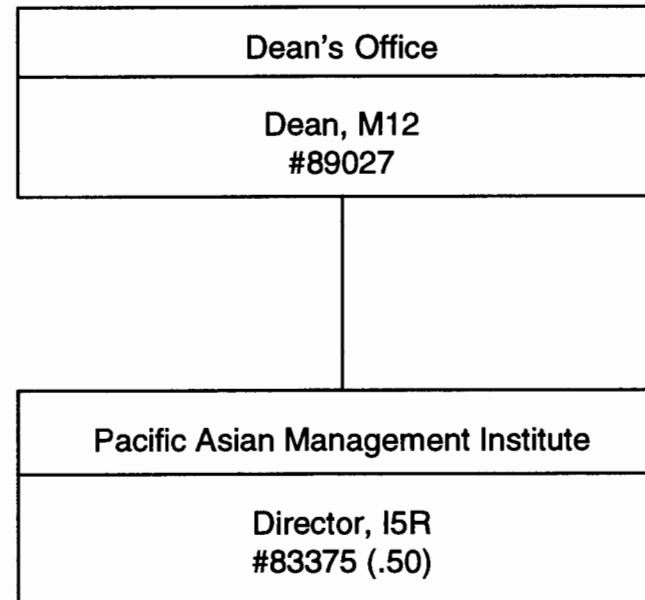 Dean's Office
Dean, M12
#89027
Pacific Asian Management Institute
Director, I5R
#83375 (.50)